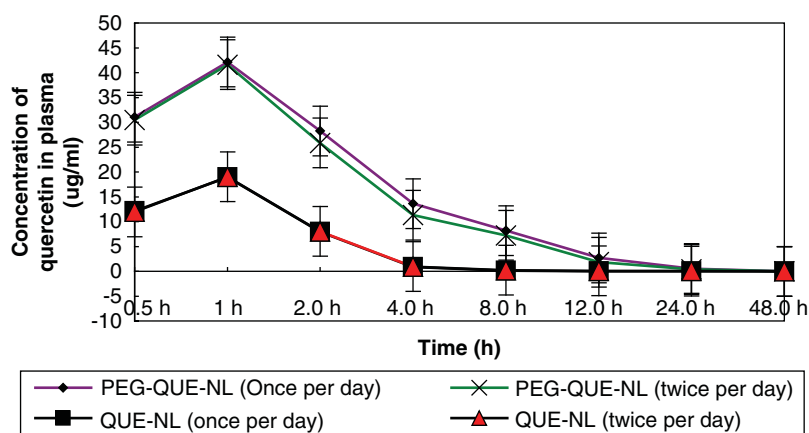 Concentration of
quercetin in plasma
(ug/ml)
50
45
40
35
30
25
20
15
10
5
0
-5
-10
0.5 h 1 h 2.0 h 4.0 h 8.0 h 12.0 h 24.0 h 48.0 h
Time (h)
PEG-QUE-NL (Once per day) PEG-QUE-NL (twice per day)
QUE-NL (once per day) QUE-NL (twice per day)